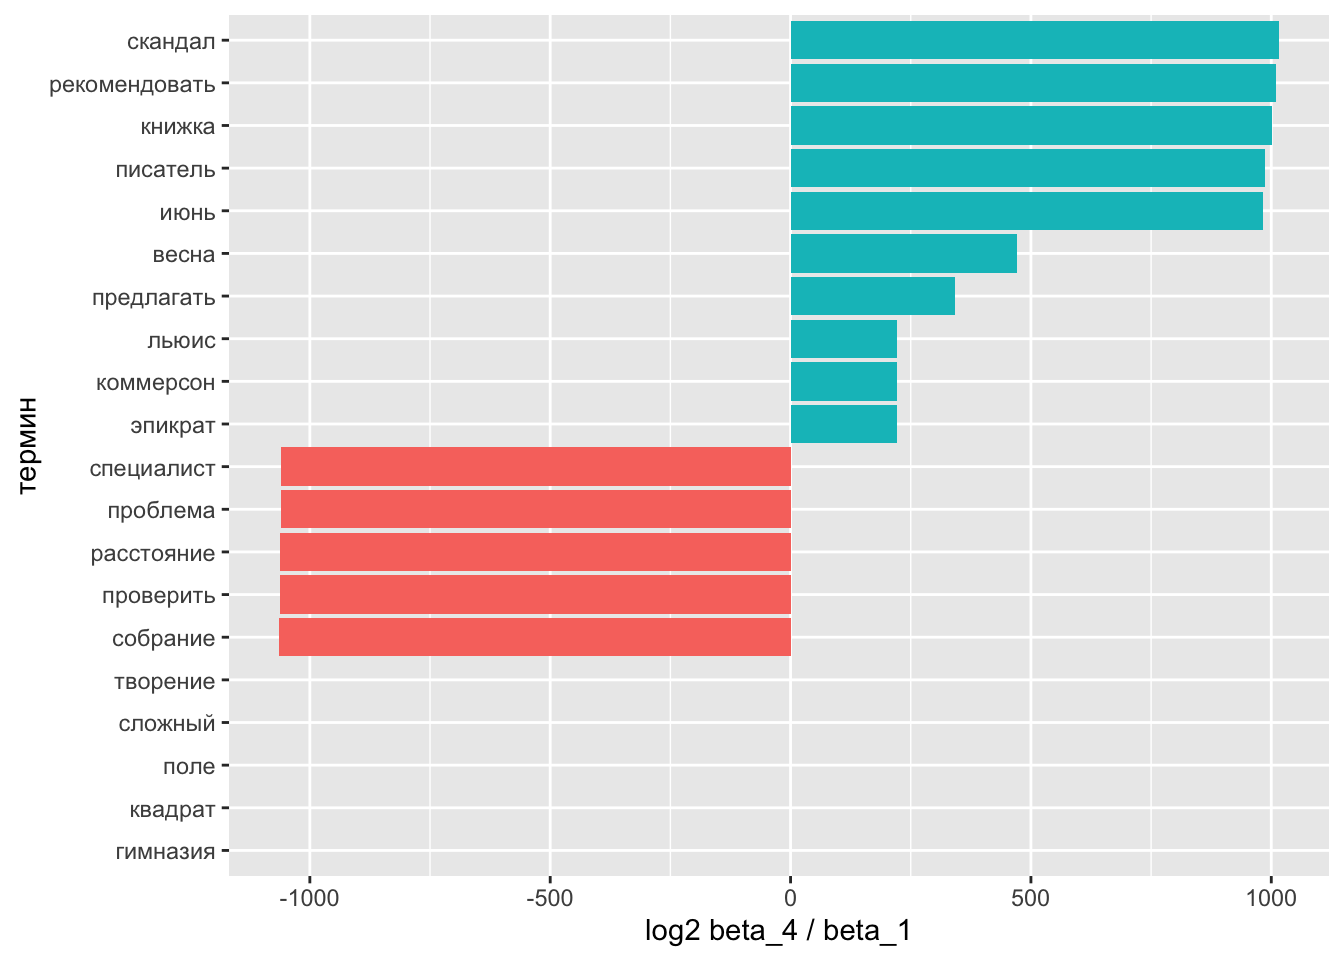 скандал
рекомендовать
книжка
писатель
июнь
весна
предлагать
льюис
коммерсон
эпикрат
специалист
проблема
расстояние
проверить
собрание
творение
сложный
поле
квадрат
гимназия
термин
-1000 -500 0 500 1000
log2 beta_4 / beta_1